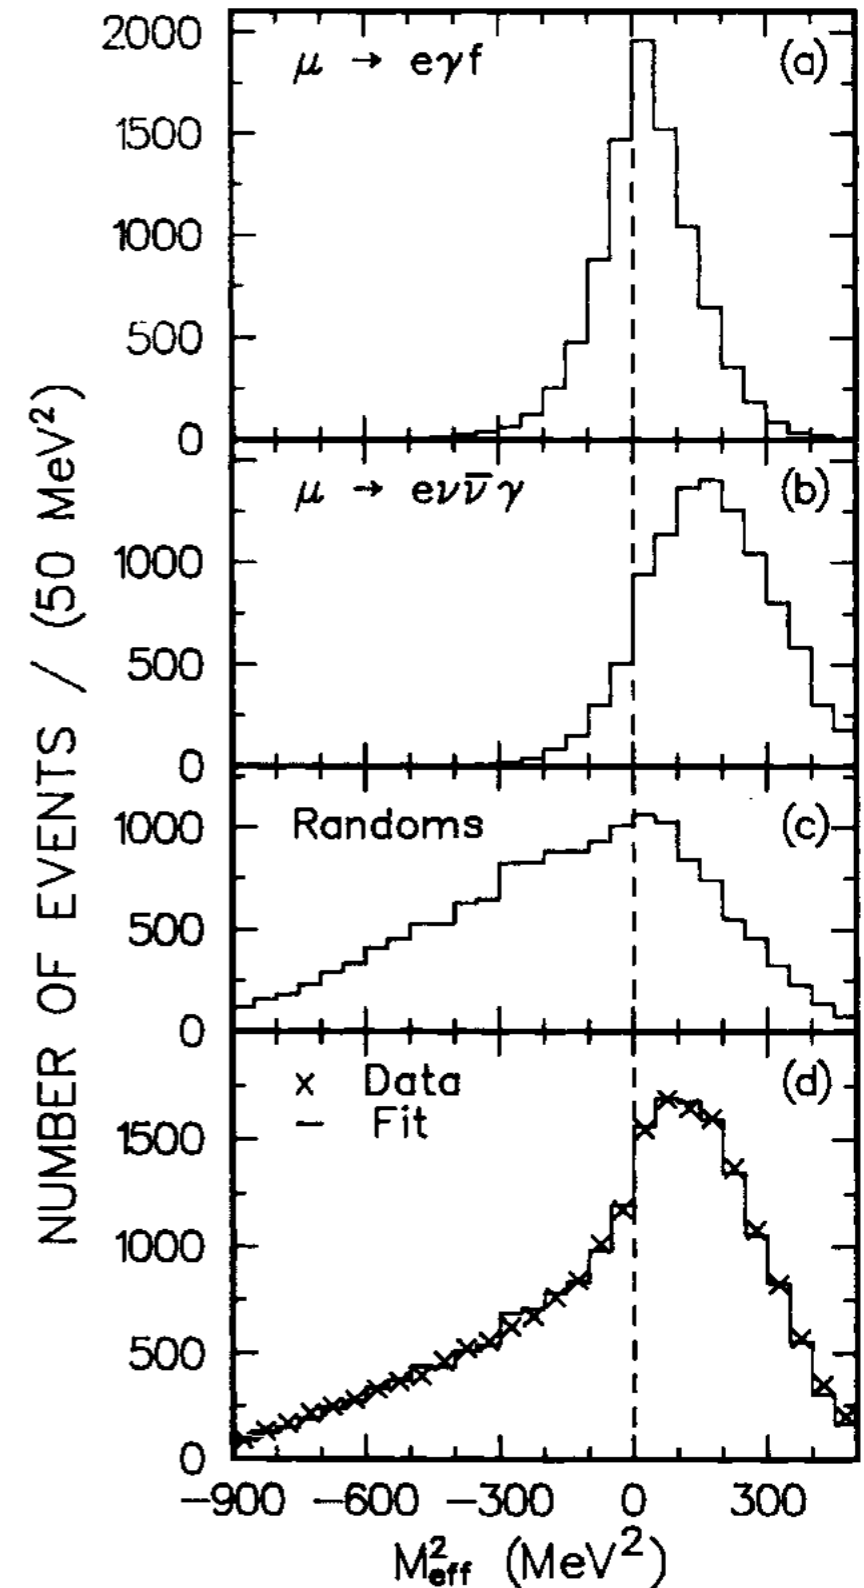 NUMBER OF EVENTS / (50 MeV²)
2000
1500
1000
500
0
μ → eγf
(a)
1000
500
0
μ → eνν̅γ
(b)
1000
500
0
Randoms
(c)
1500
1000
500
0
× Data
— Fit
(d)
−900 −600 −300 0 300
M²eff (MeV²)